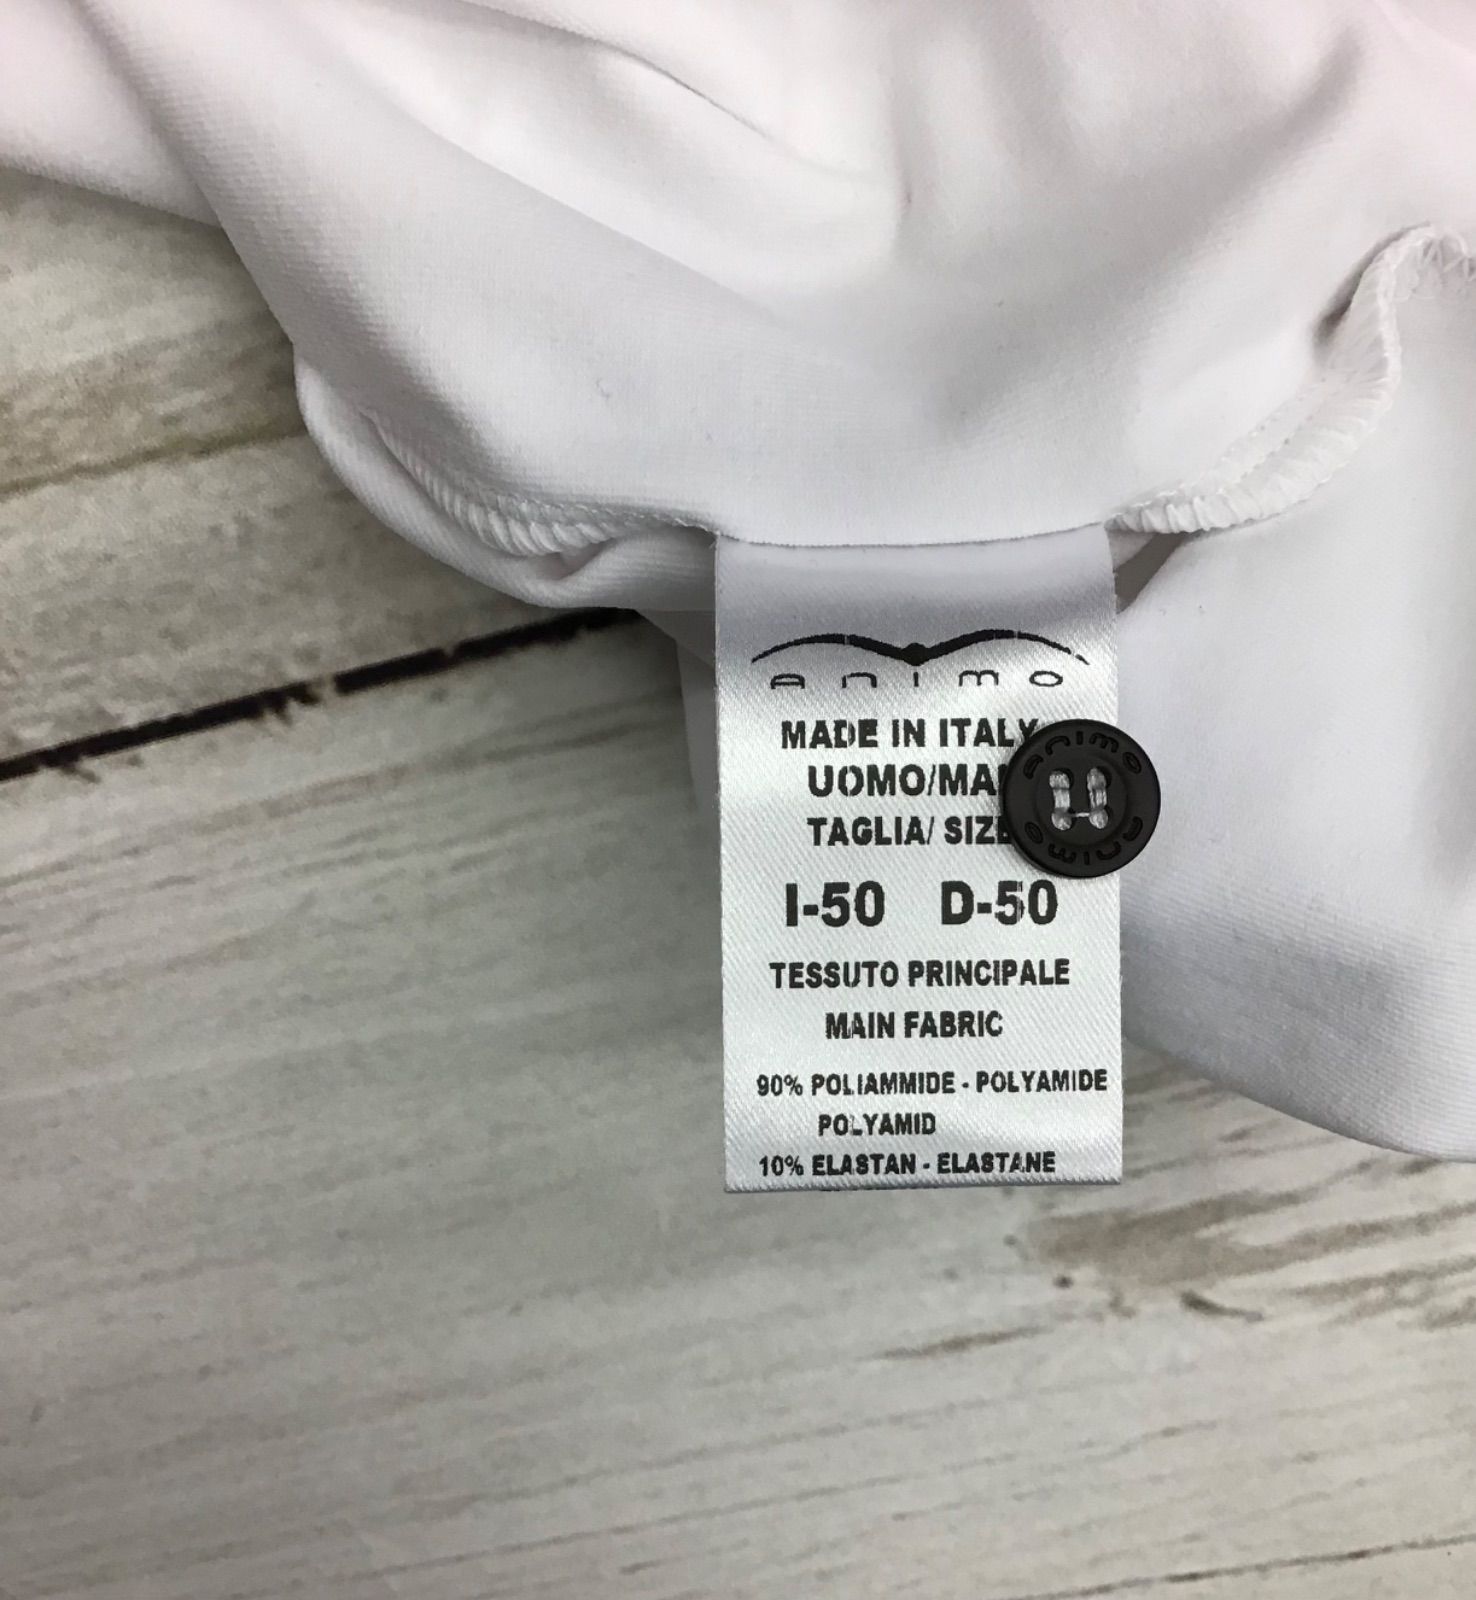 animo
MADE IN ITALY
UOMO/MA
TAGLIA/ SIZE
animo
animo
I-50 D-50
TESSUTO PRINCIPALE
MAIN FABRIC
90% POLIAMMIDE - POLYAMIDE
POLYAMID
10% ELASTAN - ELASTANE